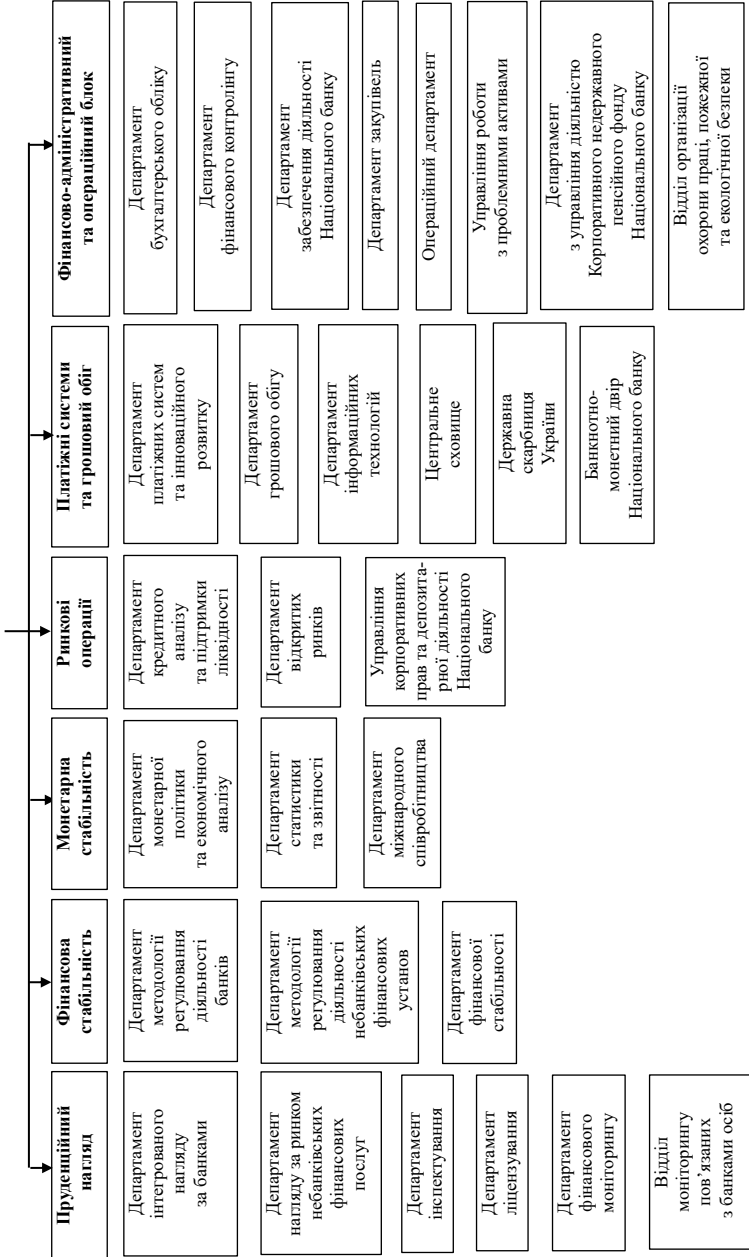 Пруденційний
нагляд
Департамент
інтегрованого
нагляду
за банками
Департамент
нагляду за ринком
небанківських
фінансових
послуг
Департамент
інспектування
Департамент
ліцензування
Департамент
фінансового
моніторингу
Відділ
моніторингу
пов’язаних
з банками осіб
Фінансова
стабільність
Департамент
методології
регулювання
діяльності
банків
Департамент
методології
регулювання
діяльності
небанківських
фінансових
установ
Департамент
фінансової
стабільності
Монетарна
стабільність
Департамент
монетарної
політики
та економічного
аналізу
Департамент
статистики
та звітності
Департамент
міжнародного
співробітництва
Ринкові
операції
Департамент
кредитного
аналізу
та підтримки
ліквідності
Департамент
відкритих
ринків
Управління
корпоративних
прав та депозита-
рної діяльності
Національного
банку
Платіжні системи
та грошовий обіг
Департамент
платіжних систем
та інноваційного
розвитку
Департамент
грошового обігу
Департамент
інформаційних
технологій
Центральне
сховище
Державна
скарбниця
України
Банкнотно-
монетний двір
Національного банку
Фінансово-адміністративний
та операційний блок
Департамент
бухгалтерського обліку
Департамент
фінансового контролінгу
Департамент
забезпечення діяльності
Національного банку
Департамент закупівель
Операційний департамент
Управління роботи
з проблемними активами
Департамент
з управління діяльністю
Корпоративного недержавного
пенсійного фонду
Національного банку
Відділ організації
охорони праці, пожежної
та екологічної безпеки